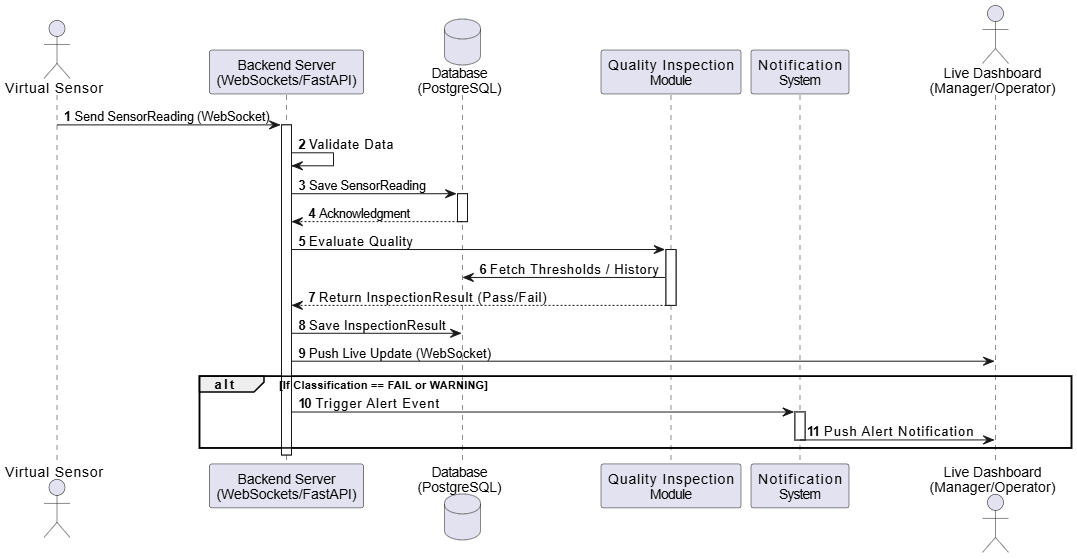 Virtual Sensor
Backend Server
(WebSockets/FastAPI)
Database
(PostgreSQL)
Quality Inspection
Module
Notification
System
Live Dashboard
(Manager/Operator)
1 Send SensorReading (WebSocket)
2 Validate Data
3 Save SensorReading
4 Acknowledgment
5 Evaluate Quality
6 Fetch Thresholds / History
7 Return InspectionResult (Pass/Fail)
8 Save InspectionResult
9 Push Live Update (WebSocket)
alt [If Classification == FAIL or WARNING]
10 Trigger Alert Event
11 Push Alert Notification
Virtual Sensor
Backend Server
(WebSockets/FastAPI)
Database
(PostgreSQL)
Quality Inspection
Module
Notification
System
Live Dashboard
(Manager/Operator)